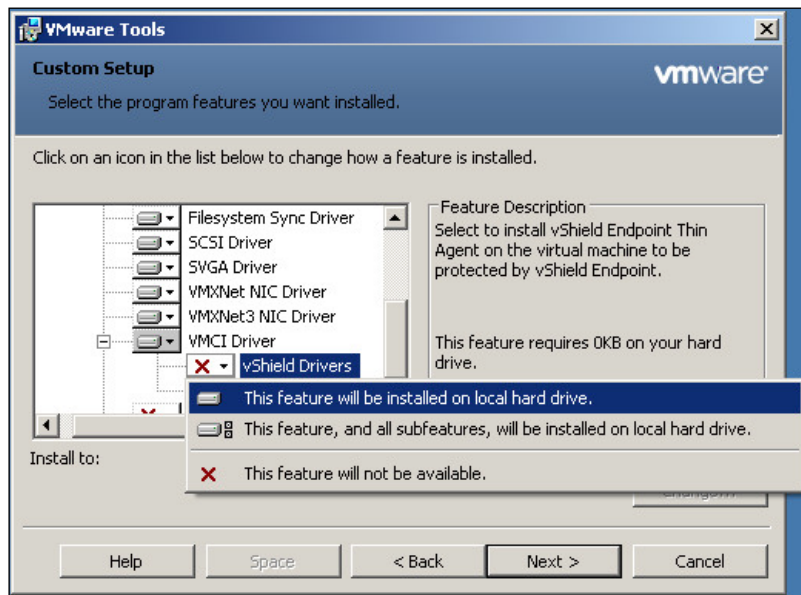 VMware Tools
Custom Setup
vmware
Select the program features you want installed.
Click on an icon in the list below to change how a feature is installed.
Filesystem Sync Driver
SCSI Driver
SVGA Driver
VMXNet NIC Driver
VMXNet3 NIC Driver
VMCI Driver
vShield Drivers
Feature Description
Select to install vShield Endpoint Thin
Agent on the virtual machine to be
protected by vShield Endpoint.
This feature requires 0KB on your hard
drive.
This feature will be installed on local hard drive.
This feature, and all subfeatures, will be installed on local hard drive.
This feature will not be available.
Install to:
Help
Space
< Back
Next >
Cancel